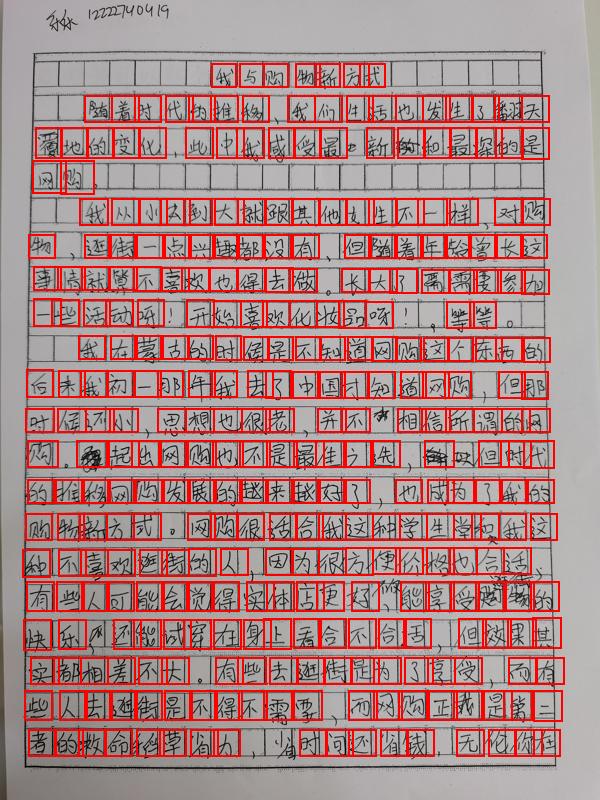 12222740419
我与购物新方式
随着时代的推移，我们生活也发生了翻天
覆地的变化，些中我感受最新和最深的是
网购。
我从小去到大就跟其他女生不一样，对购
物，逛街一点兴趣都没有，但随着年龄曾长这
事情就算不喜欢也得去做。长大了需需要参加
一些活动呀！开始喜欢化妆品呀！，等等。
我在蒙古的时候是不知道网购这个东西的
后来我初一那年我去了中国才知道网购，但那
时候还小，思想也很老，并不相信所谓的网
购。起出网购也不是最佳之选，但时代
的推移网购发展的越来越好了，也成为了我的
购物新方式。网购很适合我这种学生党和我这
种不喜欢逛街的人，因为很方便价格也合适，
有些人可能会觉得实体店更好，能享受逛街的
快乐，还能试穿在身上看合不合适，但效果其
实都相差不大。有些去逛街是为了享受，而有
些人去逛街是不得不需要，而网购正我是第二
者的救命稻草省力，省时间还省钱，无伦你在